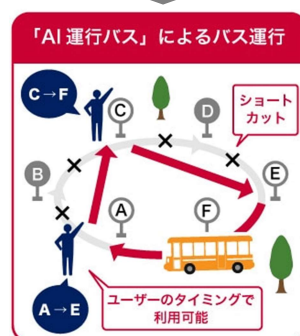 「AI 運行バス」によるバス運行
C→F
C
D
ショート
カット
B
E
A
F
A→E
ユーザーのタイミングで
利用可能